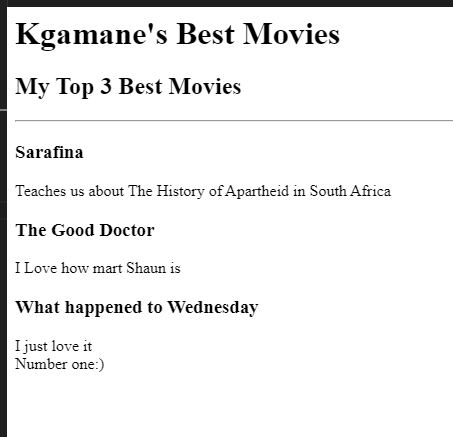 Kgamane's Best Movies
My Top 3 Best Movies
Sarafina
Teaches us about The History of Apartheid in South Africa
The Good Doctor
I Love how mart Shaun is
What happened to Wednesday
I just love it
Number one:)